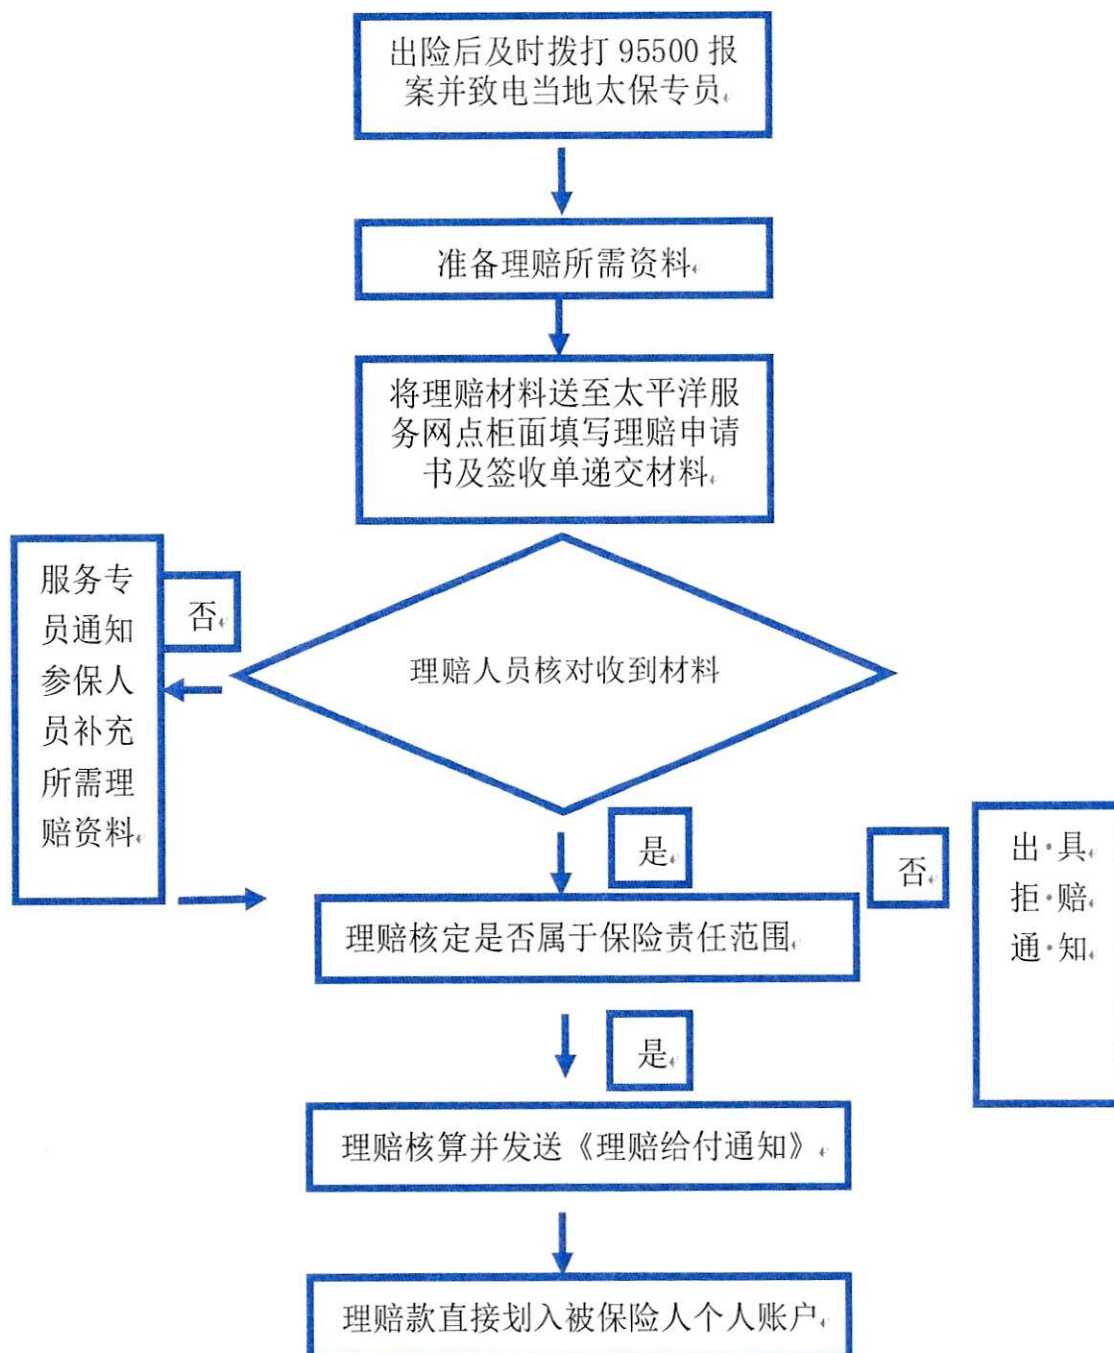 出险后及时拨打 95500 报
案并致电当地太保专员
准备理赔所需资料
将理赔材料送至太平洋服
务网点柜面填写理赔申请
书及签收单递交材料
服务专
员通知
参保人
员补充
所需理
赔资料
否
理赔人员核对收到材料
是
否
出·具
拒·赔
通·知
理赔核定是否属于保险责任范围
是
理赔核算并发送《理赔给付通知》
理赔款直接划入被保险人个人账户